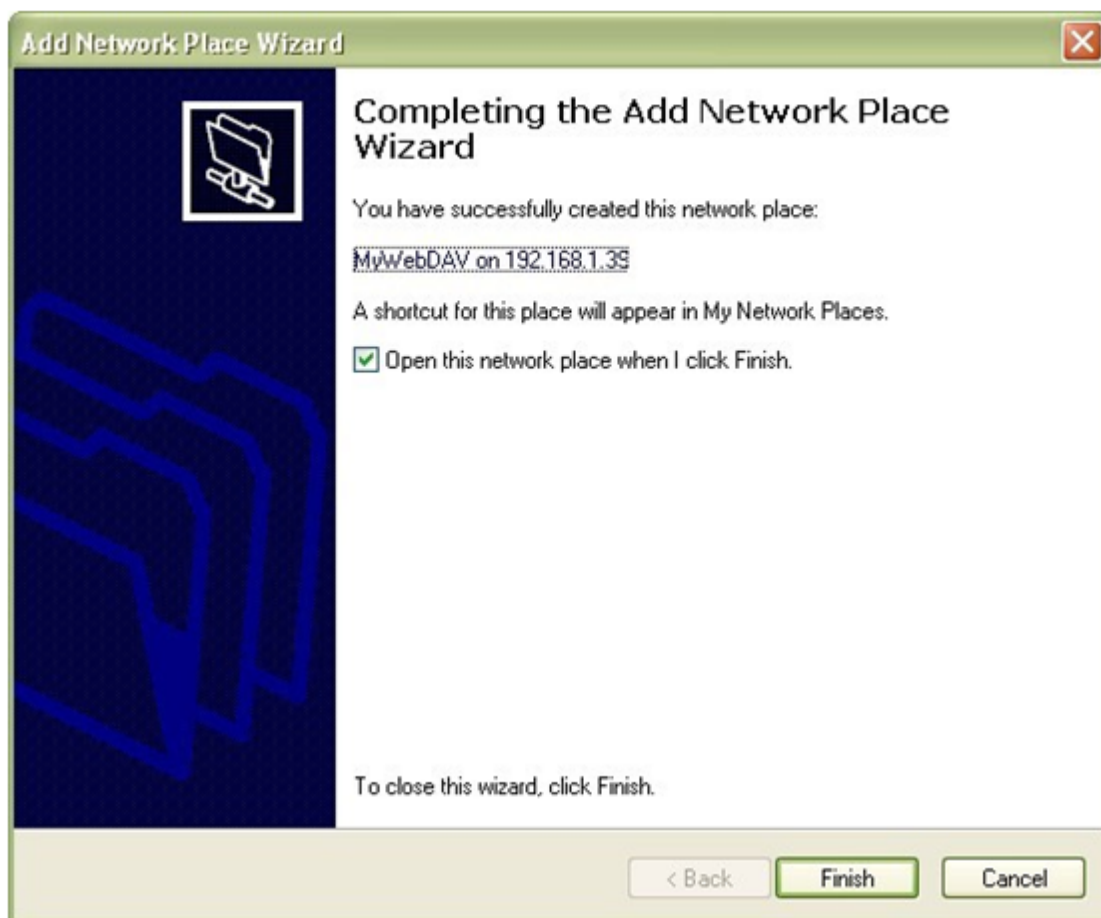 Add Network Place Wizard
Completing the Add Network Place
Wizard
You have successfully created this network place:
MyWebDAV on 192.168.1.39
A shortcut for this place will appear in My Network Places.
Open this network place when I click Finish.
To close this wizard, click Finish.
< Back
Finish
Cancel